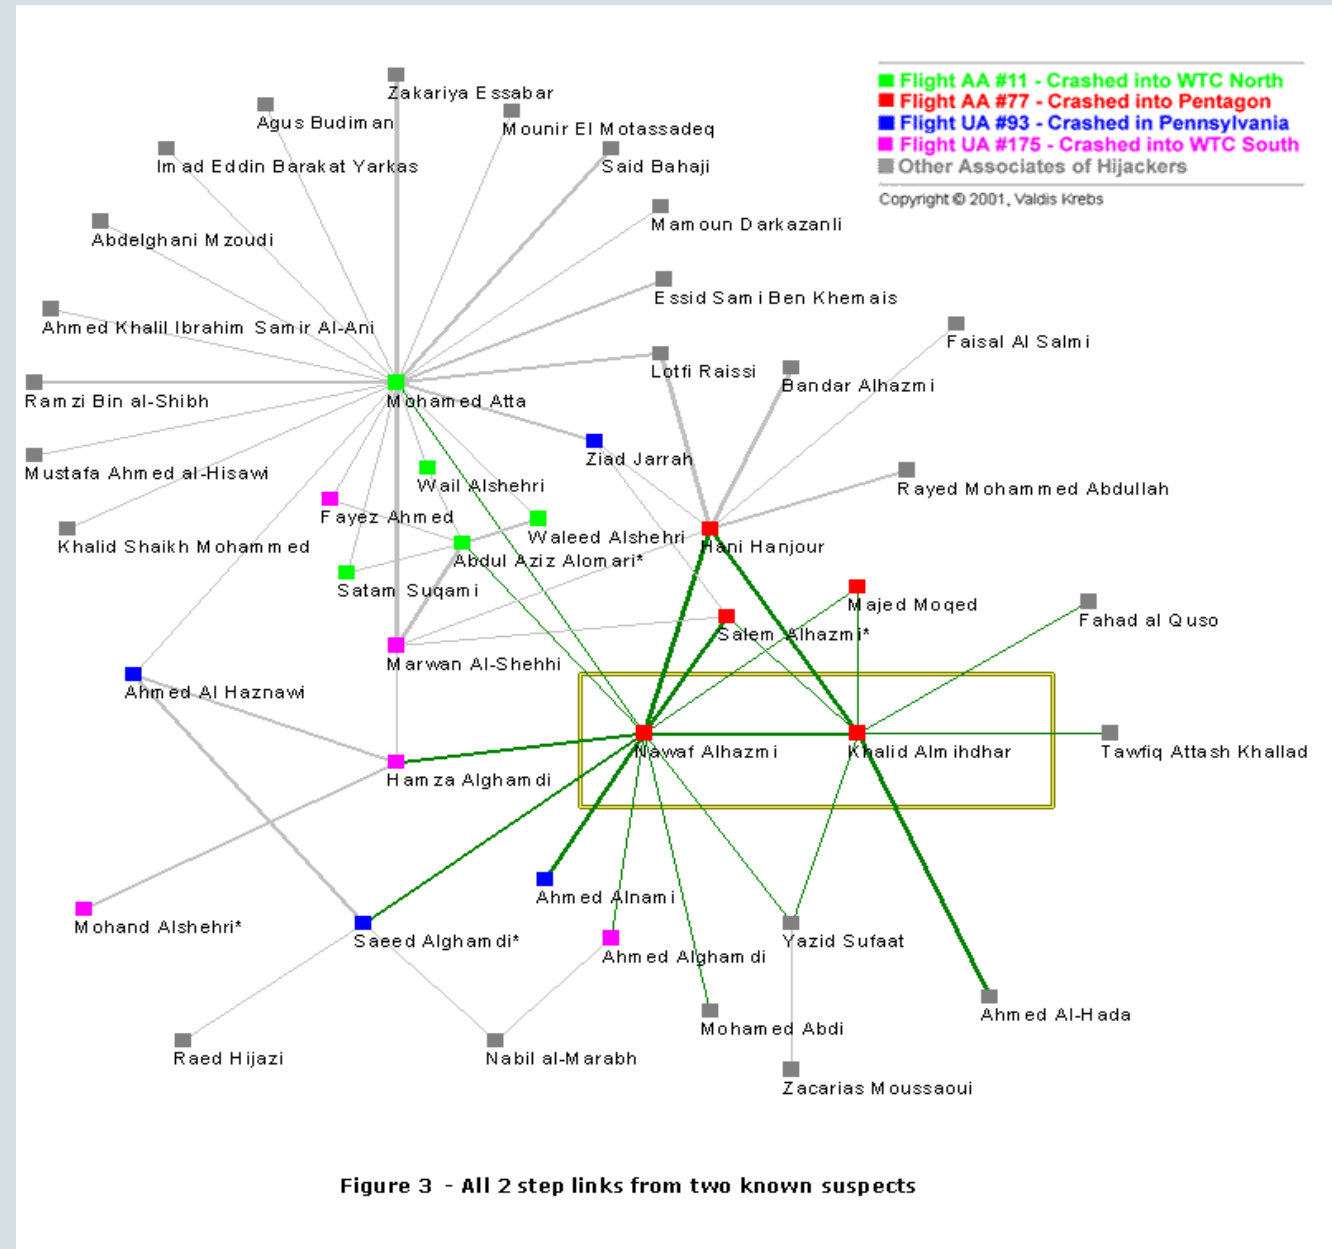 Zakariya Essabar
Agus Budiman
Mounir El Motassadeq
Imad Eddin Barakat Yarkas
Said Bahaji
Flight AA #11 - Crashed into WTC North
Flight AA #77 - Crashed into Pentagon
Flight UA #93 - Crashed in Pennsylvania
Flight UA #175 - Crashed into WTC South
Other Associates of Hijackers
Copyright © 2001, Valdis Krebs
Abdelghani Mzoudi
Mamoun Darkazanli
Essid Sami Ben Khemais
Ahmed Khalil Ibrahim Samir Al-Ani
Faisal Al Salmi
Lotfi Raissi
Bandar Alhazmi
Ramzi Bin al-Shibh
Mohamed Atta
Ziad Jarrah
Mustafa Ahmed al-Hisawi
Wail Alshehri
Rayed Mohammed Abdullah
Fayez Ahmed
Waleed Alshehri
Khalid Shaikh Mohammed
Hani Hanjour
Abdul Aziz Alomari*
Satam Suqami
Majed Moqed
Fahad al Quso
Salem Alhazmi*
Marwan Al-Shehhi
Ahmed Al Haznawi
Nawaf Alhazmi
Khalid Almihdhar
Tawfiq Attash Khallad
Hamza Alghamdi
Ahmed Alnami
Mohand Alshehri*
Saeed Alghamdi*
Yazid Sufaat
Ahmed Alghamdi
Ahmed Al-Hada
Mohamed Abdi
Raed Hijazi
Nabil al-Marabh
Zacarias Moussaoui
Figure 3 - All 2 step links from two known suspects